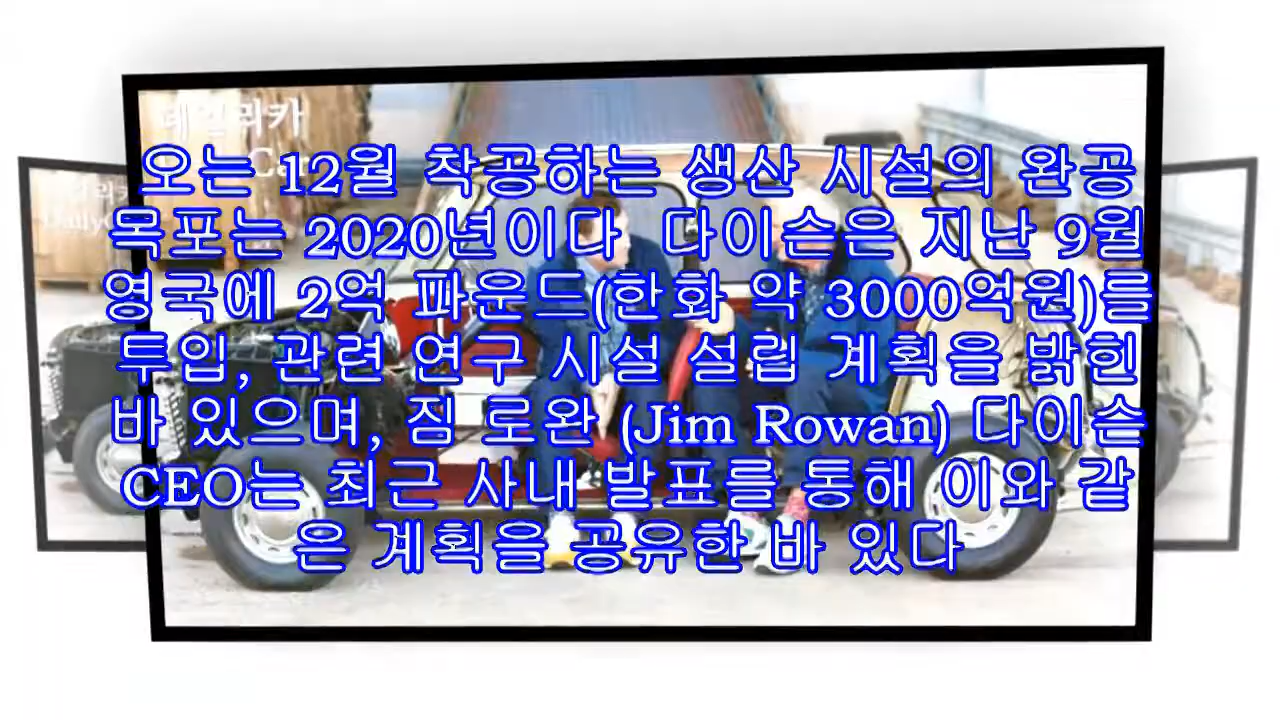 데일리카
오는 12월 착공하는 생산 시설의 완공
목포는 2020년이다 다이슨은 지난 9월
영국에 2억 파운드(한화 약 3000억원)를
투입, 관련 연구 시설 설립 계획을 밝힌
바 있으며, 짐 로완 (Jim Rowan) 다이슨
CEO는 최근 사내 발표를 통해 이와 같
은 계획을 공유한 바 있다